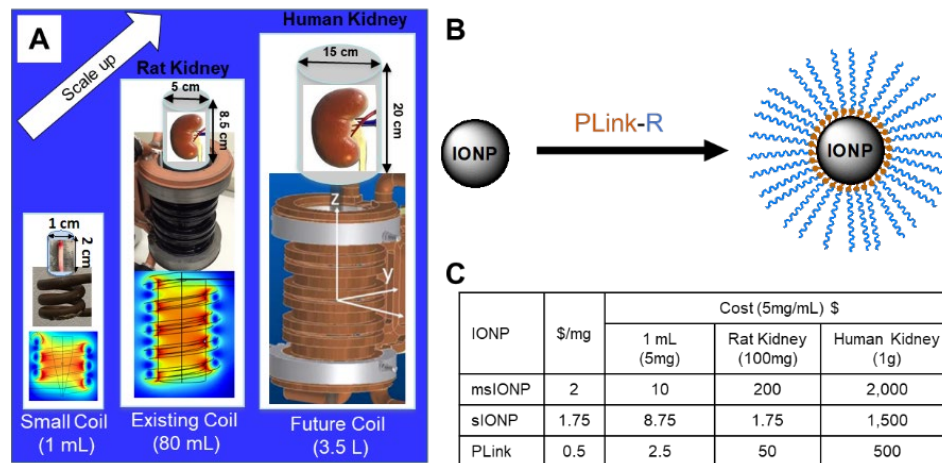 A
Scale up
Human Kidney
15 cm
20 cm
Rat Kidney
5 cm
8.5 cm
1 cm
2 cm
z
y
Small Coil
(1 mL)
Existing Coil
(80 mL)
Future Coil
(3.5 L)
B
IONP
PLink-R
IONP
C
IONP $/mg Cost (5mg/mL) $
1 mL (5mg) Rat Kidney (100mg) Human Kidney (1g)
msIONP 2 10 200 2,000
sIONP 1.75 8.75 1.75 1,500
PLink 0.5 2.5 50 500